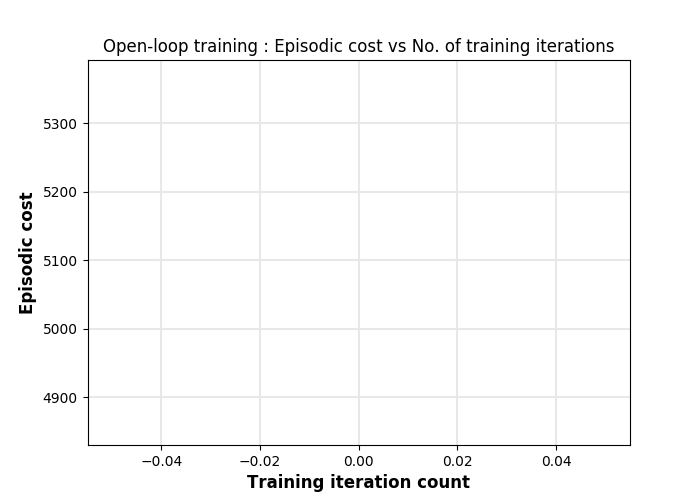 Open-loop training : Episodic cost vs No. of training iterations
5300
5200
5100
5000
4900
Episodic cost
−0.04 −0.02 0.00 0.02 0.04
Training iteration count